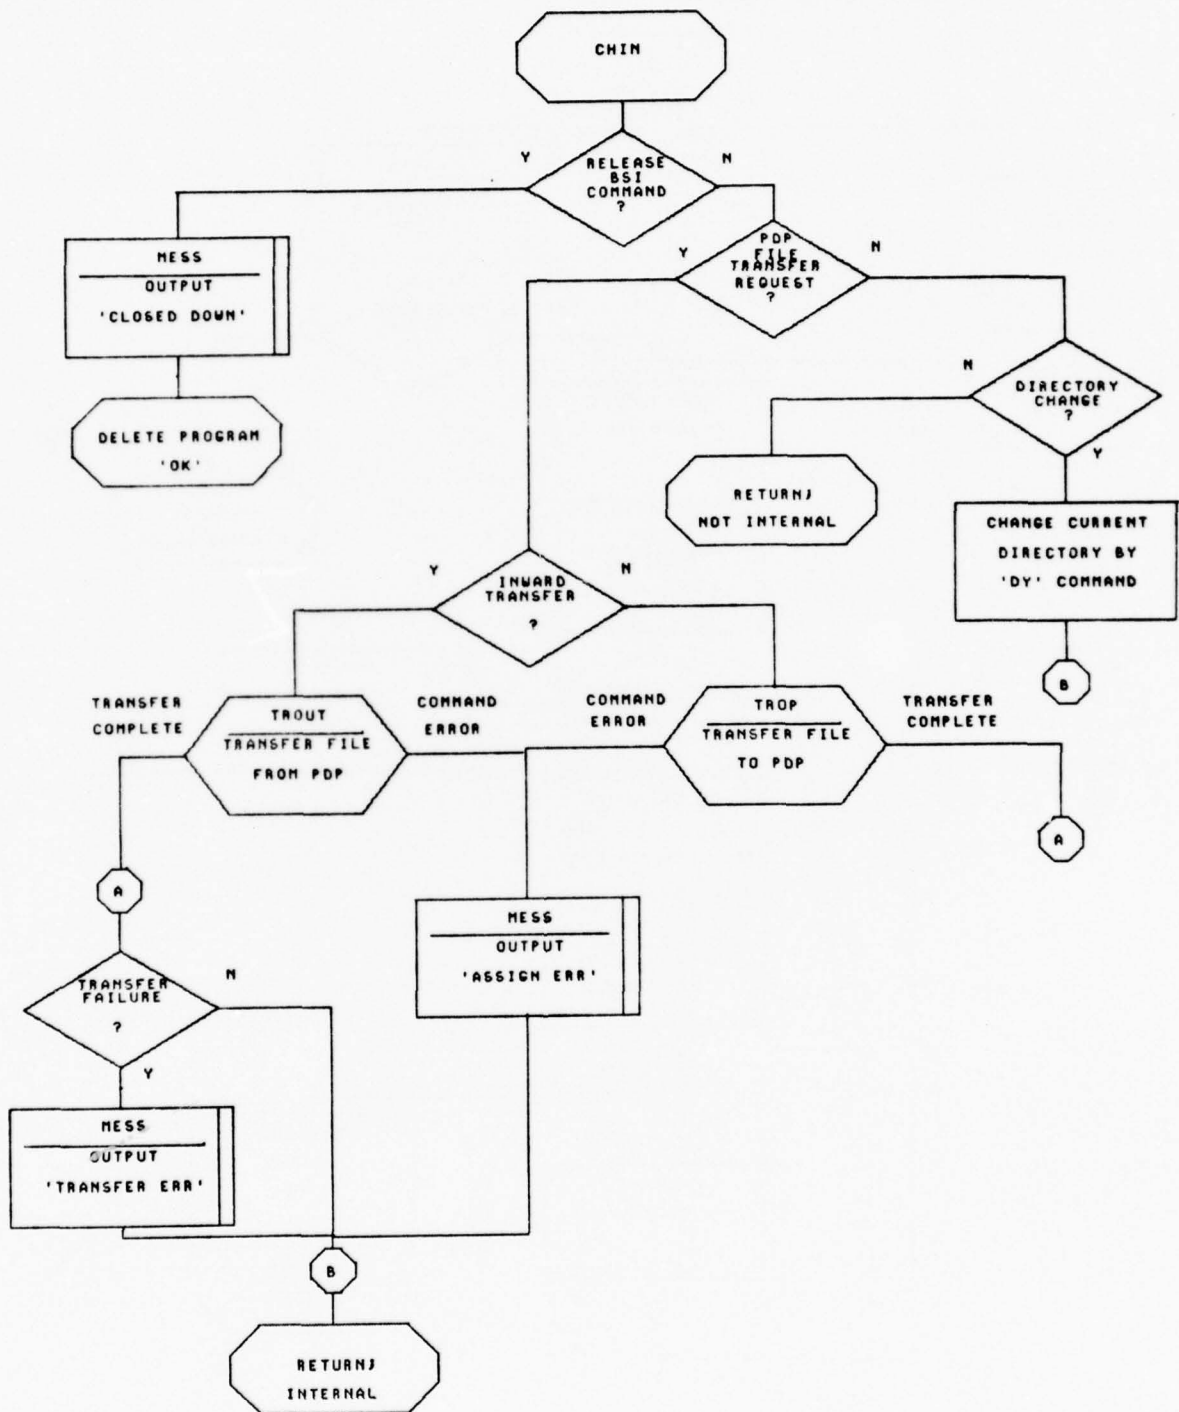 CHIN
Y
RELEASE
N
BSI
COMMAND
?
MESS
OUTPUT
'CLOSED DOWN'
DELETE PROGRAM
'OK'
Y
PDP
N
FILE
TRANSFER
REQUEST
?
N
DIRECTORY
CHANGE
?
Y
RETURN;
NOT INTERNAL
CHANGE CURRENT
DIRECTORY BY
'DY' COMMAND
B
Y
INWARD
N
TRANSFER
?
TRANSFER
COMPLETE
TROUT
TRANSFER FILE
FROM PDP
COMMAND
ERROR
COMMAND
ERROR
TROP
TRANSFER FILE
TO PDP
TRANSFER
COMPLETE
A
A
TRANSFER
FAILURE
?
N
Y
MESS
OUTPUT
'ASSIGN ERR'
MESS
OUTPUT
'TRANSFER ERR'
B
RETURN;
INTERNAL